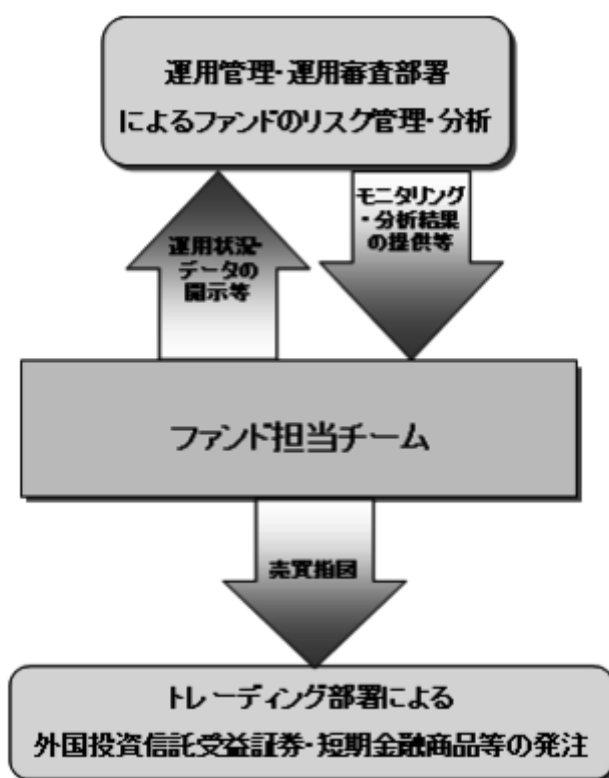 運用管理・運用審査部署
によるファンドのリスク管理・分析
運用状況・
データの
開示等
モニタリング
・分析結果
の提供等
ファンド担当チーム
売買指図
トレーディング部署による
外国投資信託受益証券・短期金融商品等の発注